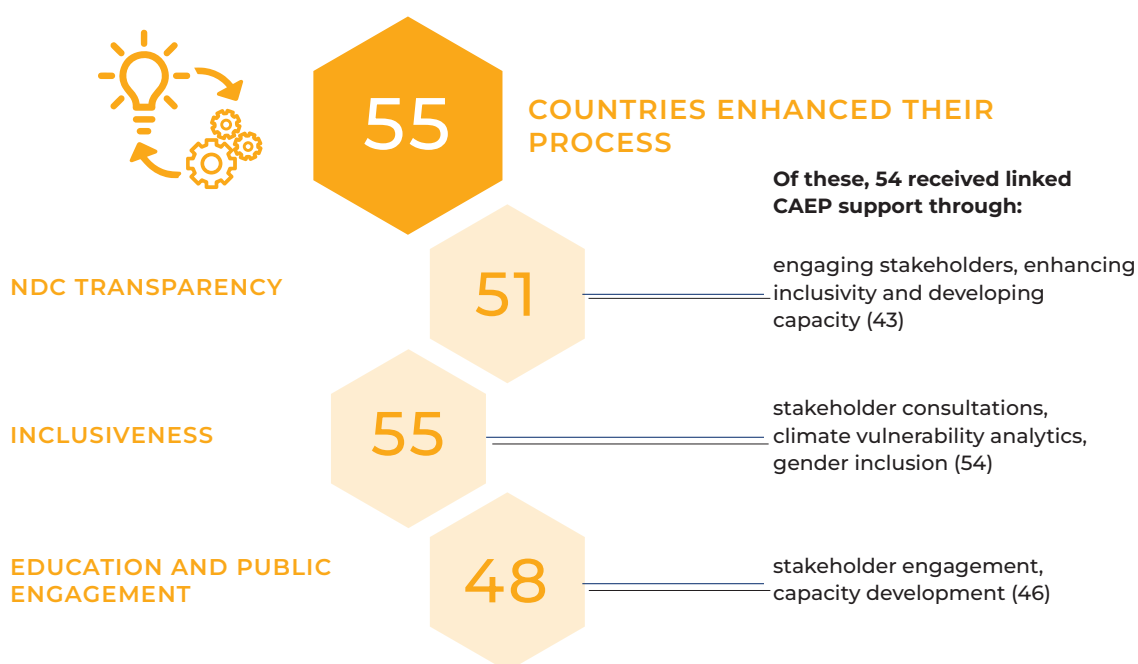 55
COUNTRIES ENHANCED THEIR
PROCESS
Of these, 54 received linked
CAEP support through:
NDC TRANSPARENCY
51
engaging stakeholders, enhancing
inclusivity and developing
capacity (43)
INCLUSIVENESS
55
stakeholder consultations,
climate vulnerability analytics,
gender inclusion (54)
EDUCATION AND PUBLIC
ENGAGEMENT
48
stakeholder engagement,
capacity development (46)